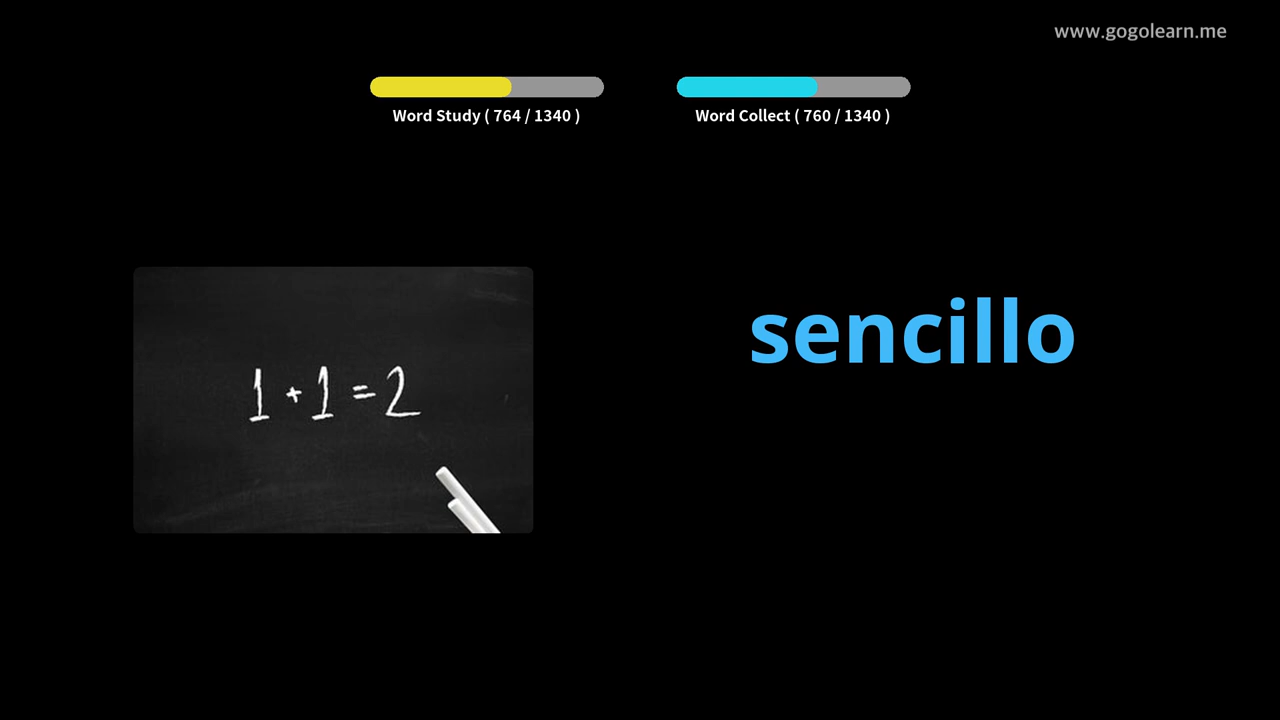 www.gogolearn.me
Word Study ( 764 / 1340 )
Word Collect ( 760 / 1340 )
1 + 1 = 2
sencillo